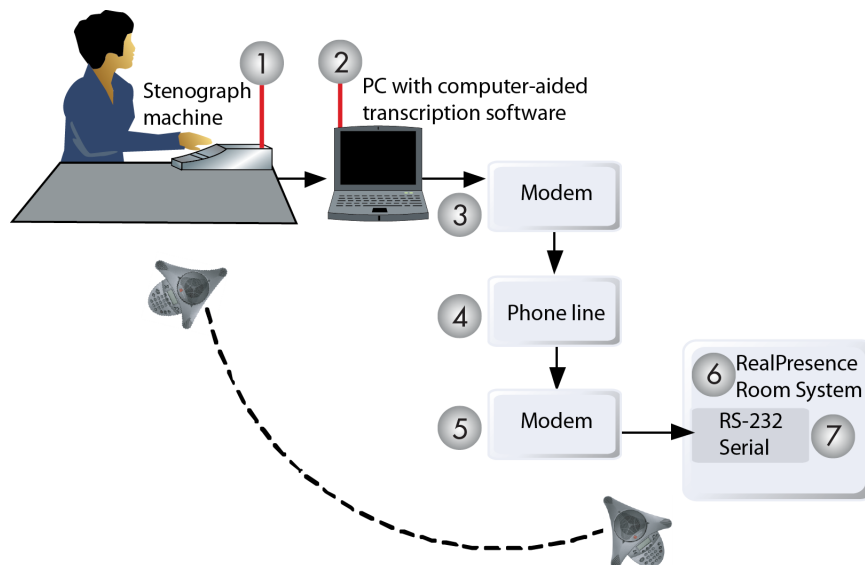 1
2
Stenograph
machine
PC with computer-aided
transcription software
3
Modem
4
Phone line
5
Modem
6
RealPresence
Room System
RS-232
Serial
7